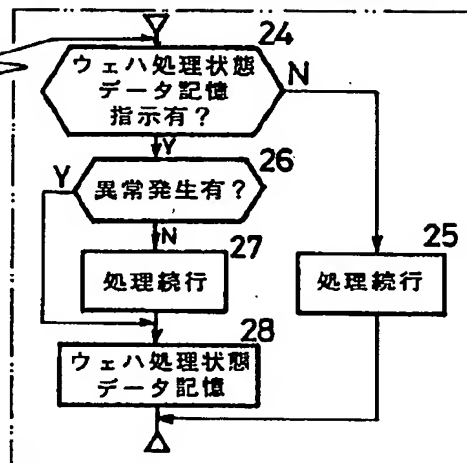 24
ウェハ処理状態
データ記憶
指示有?
N
Y
26
Y
異常発生有?
N
27
処理続行
25
処理続行
28
ウェハ処理状態
データ記憶